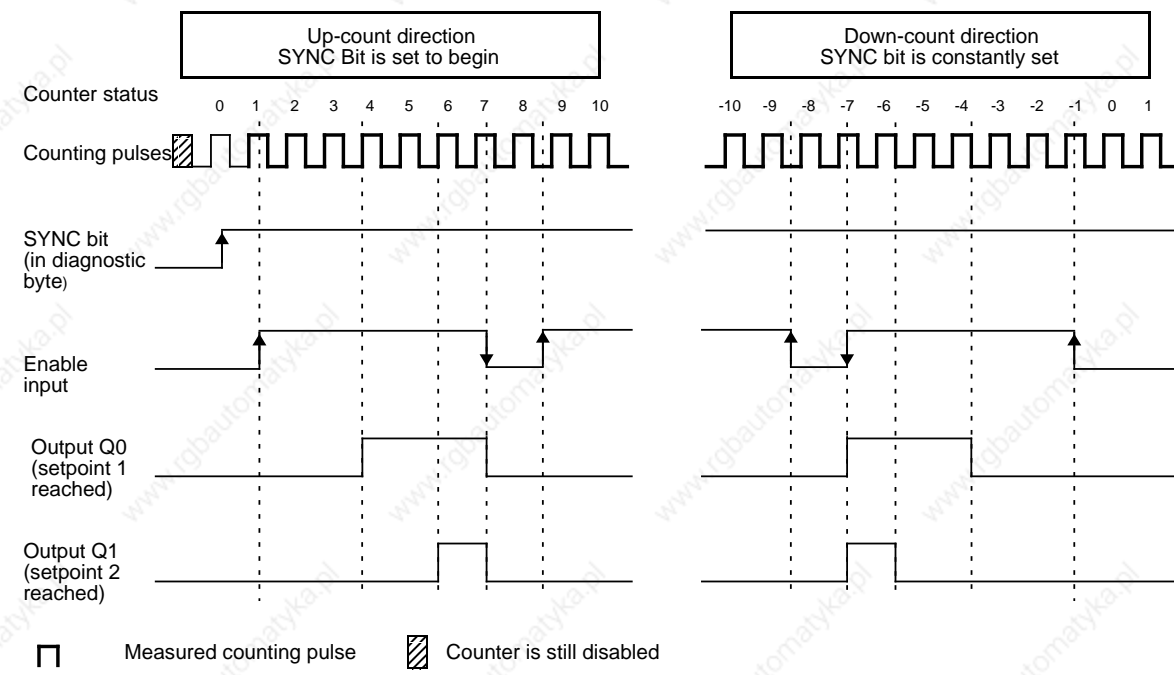 Up-count direction
SYNC Bit is set to begin
Down-count direction
SYNC bit is constantly set
Counter status
0 1 2 3 4 5 6 7 8 9 10
-10 -9 -8 -7 -6 -5 -4 -3 -2 -1 0 1
Counting pulses
SYNC bit
(in diagnostic
byte)
Enable
input
Output Q0
(setpoint 1
reached)
Output Q1
(setpoint 2
reached)
Measured counting pulse
Counter is still disabled
www.rgbautomatyka.pl